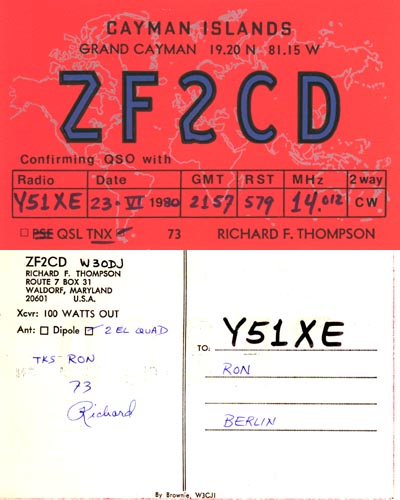 CAYMAN ISLANDS
GRAND CAYMAN 19.20 N 81.15 W
ZF2CD
Confirming QSO with
Radio Date GMT RST MHz 2way
Y51XE 23-VI 1980 2157 579 14.012 CW
PSE QSL TNX 73 RICHARD F. THOMPSON
ZF2CD W3ODJ
RICHARD F. THOMPSON
ROUTE 7 BOX 31
WALDORF, MARYLAND
20601 U.S.A.
Xcvr: 100 WATTS OUT
Ant: Dipole 2 EL QUAD
TKS RON
73
Richard
TO: Y51XE
RON
BERLIN
By Brownie, W3CJI